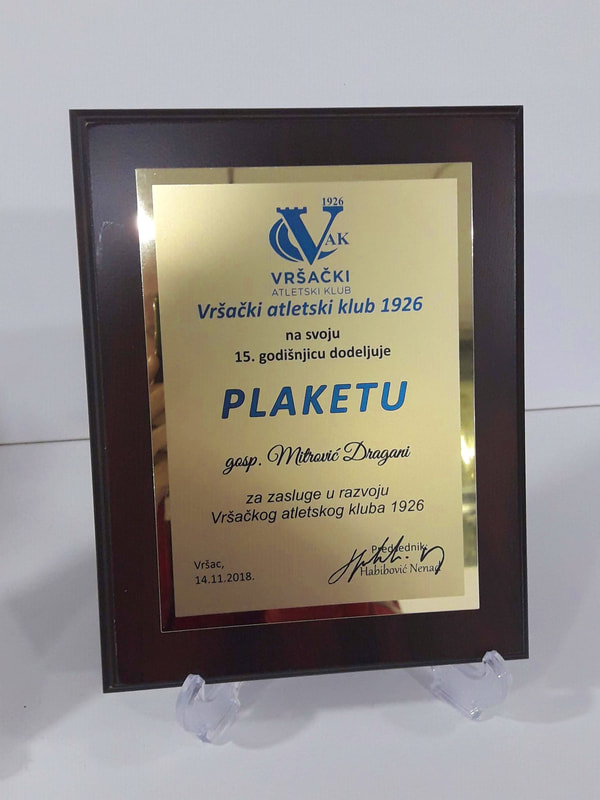 1926
VAK
VRŠAČKI
ATLETSKI KLUB
Vršački atletski klub 1926
na svoju
15. godišnjicu dodeljuje
PLAKETU
gosp. Mitrović Dragani
za zasluge u razvoju
Vršačkog atletskog kluba 1926
Vršac,
14.11.2018.
Predsednik:
Habibović Nenad